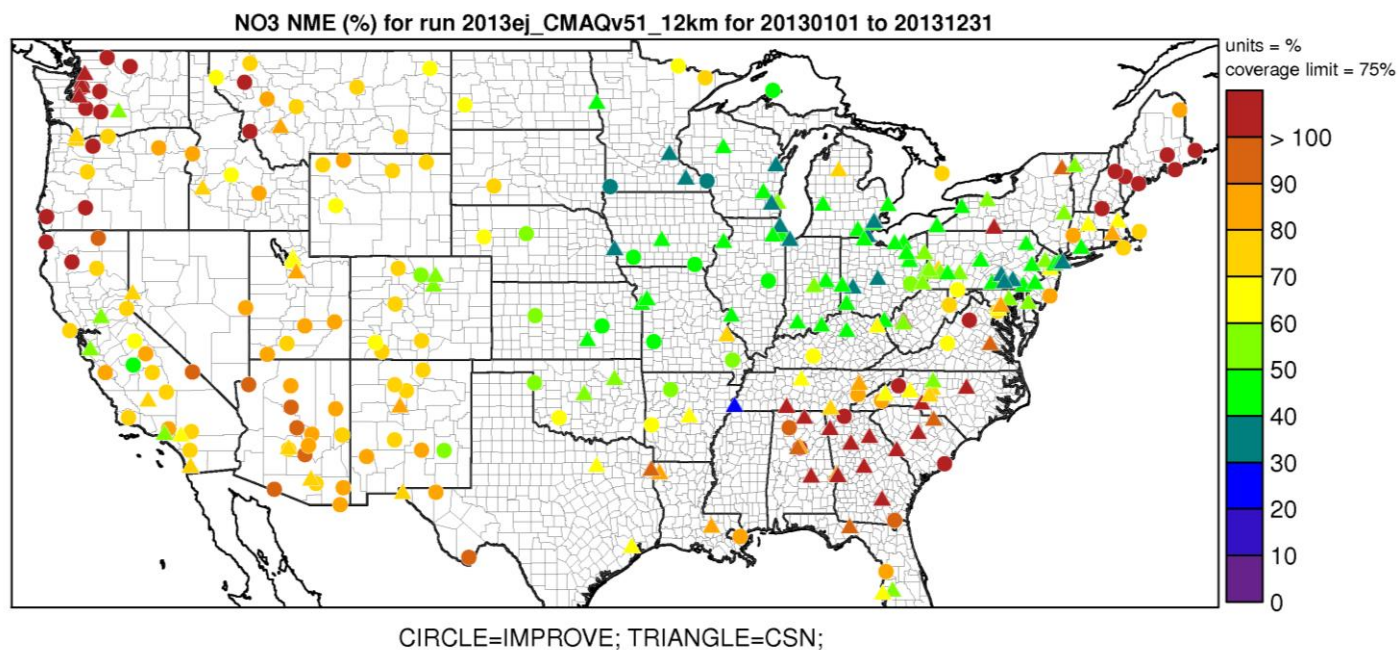 NO3 NME (%) for run 2013ej_CMAQv51_12km for 20130101 to 20131231
units = %
coverage limit = 75%
> 100
90
80
70
60
50
40
30
20
10
0
CIRCLE=IMPROVE; TRIANGLE=CSN;